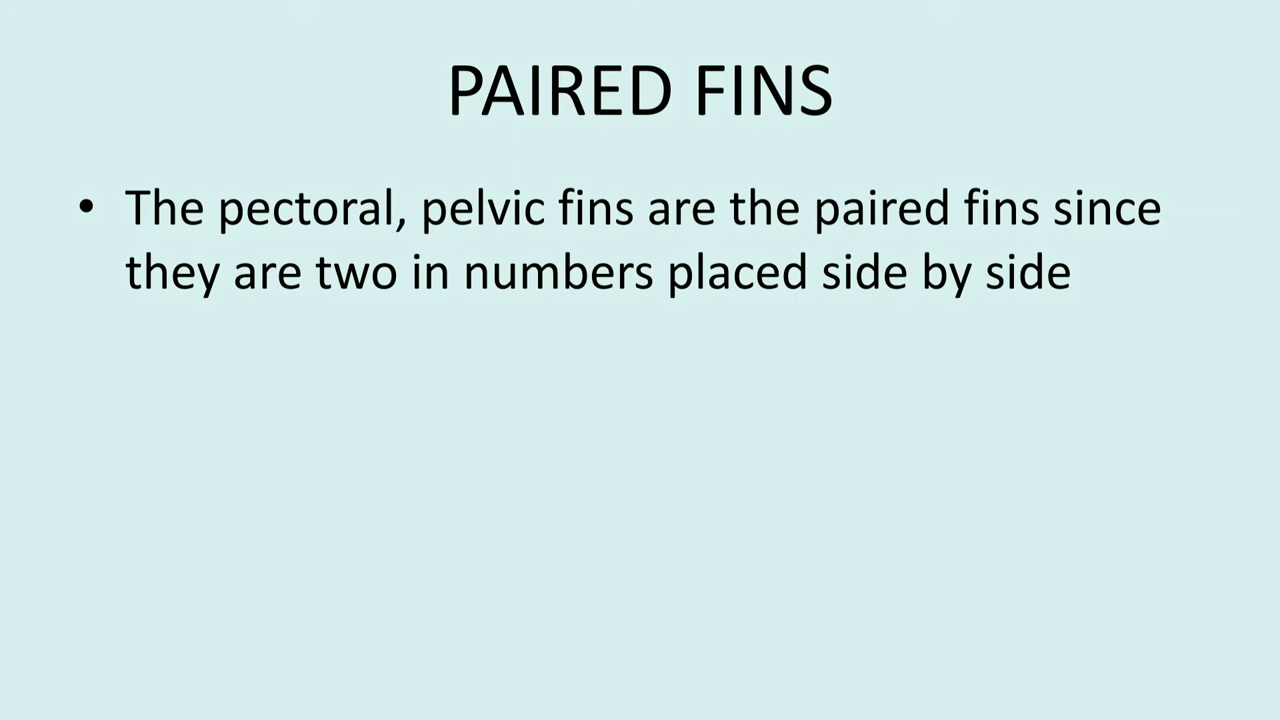 PAIRED FINS
• The pectoral, pelvic fins are the paired fins since
they are two in numbers placed side by side